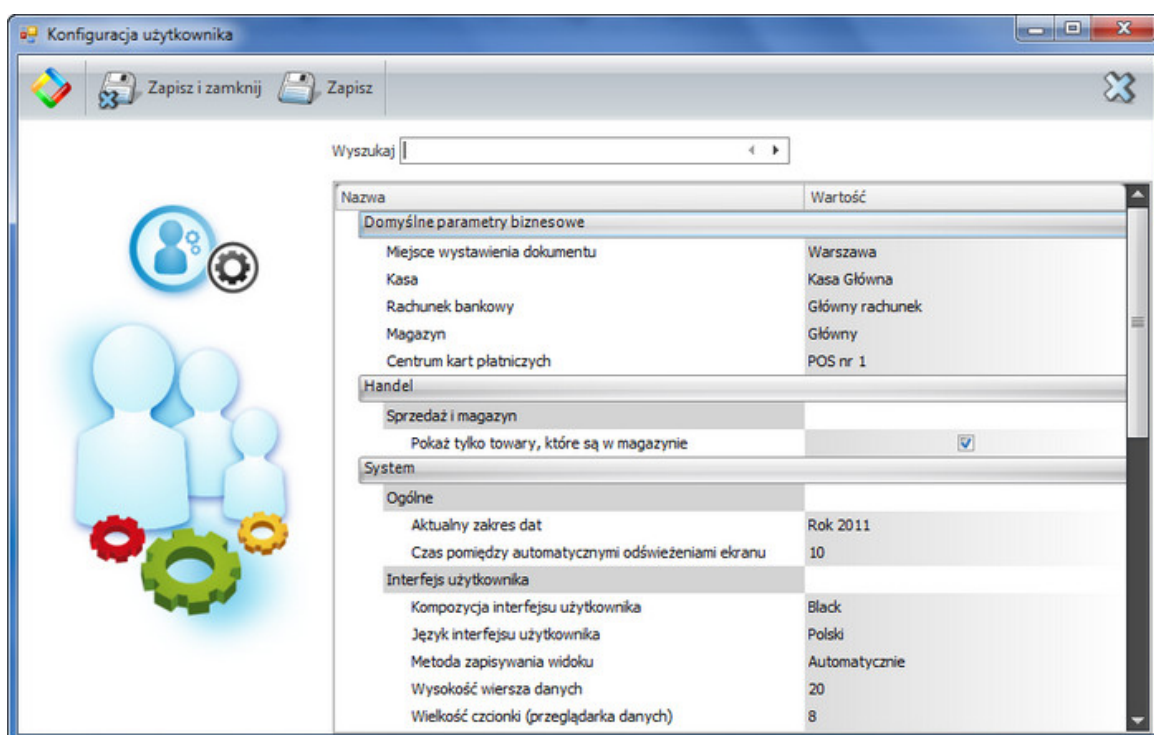 Konfiguracja użytkownika
Zapisz i zamknij Zapisz
Wyszukaj
Nazwa Wartość
Domyślne parametry biznesowe
Miejsce wystawienia dokumentu Warszawa
Kasa Kasa Główna
Rachunek bankowy Główny rachunek
Magazyn Główny
Centrum kart płatniczych POS nr 1
Handel
Sprzedaż i magazyn
Pokaż tylko towary, które są w magazynie
System
Ogólne
Aktualny zakres dat Rok 2011
Czas pomiędzy automatycznymi odświeżeniami ekranu 10
Interfejs użytkownika
Kompozycja interfejsu użytkownika Black
Język interfejsu użytkownika Polski
Metoda zapisywania widoku Automatycznie
Wysokość wiersza danych 20
Wielkość czcionki (przeglądarka danych) 8